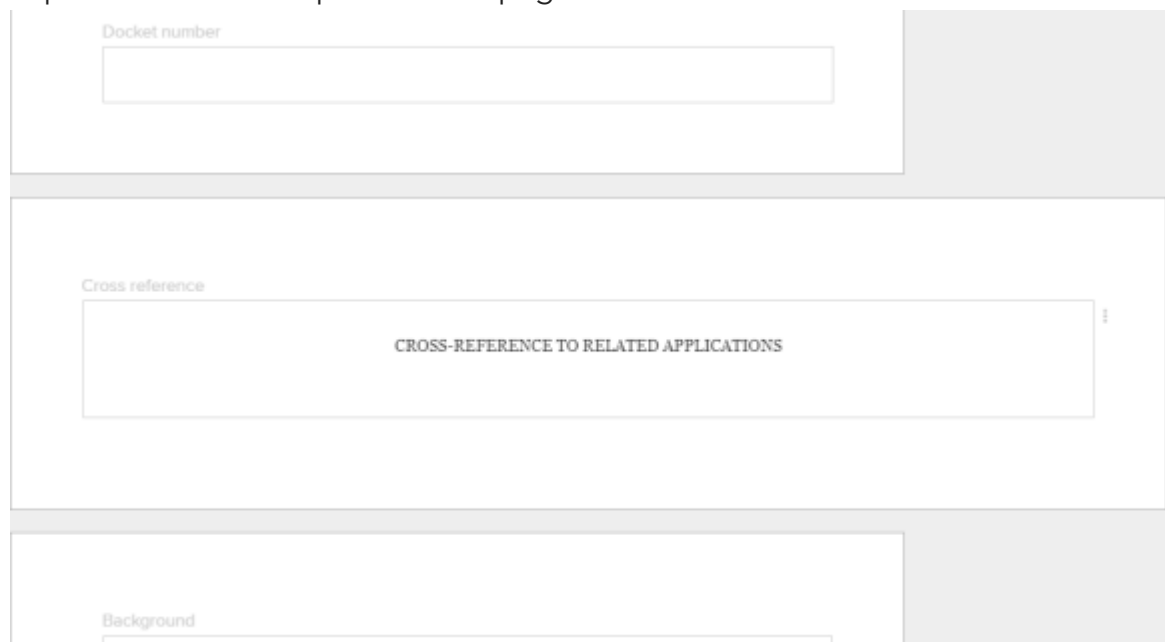 Docket number
Cross reference
CROSS-REFERENCE TO RELATED APPLICATIONS
Background